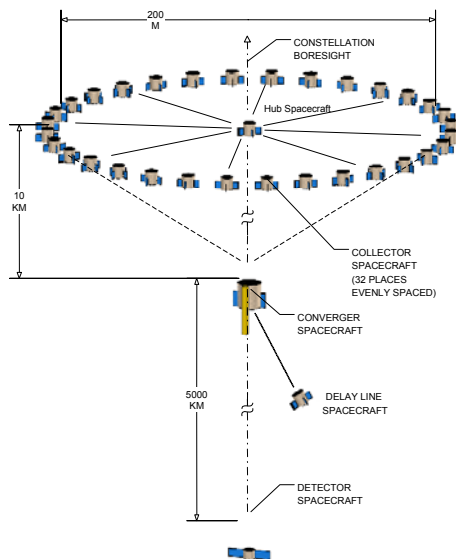 200
M
CONSTELLATION
BORESIGHT
Hub Spacecraft
10
KM
COLLECTOR
SPACECRAFT
(32 PLACES
EVENLY SPACED)
CONVERGER
SPACECRAFT
5000
KM
DELAY LINE
SPACECRAFT
DETECTOR
SPACECRAFT